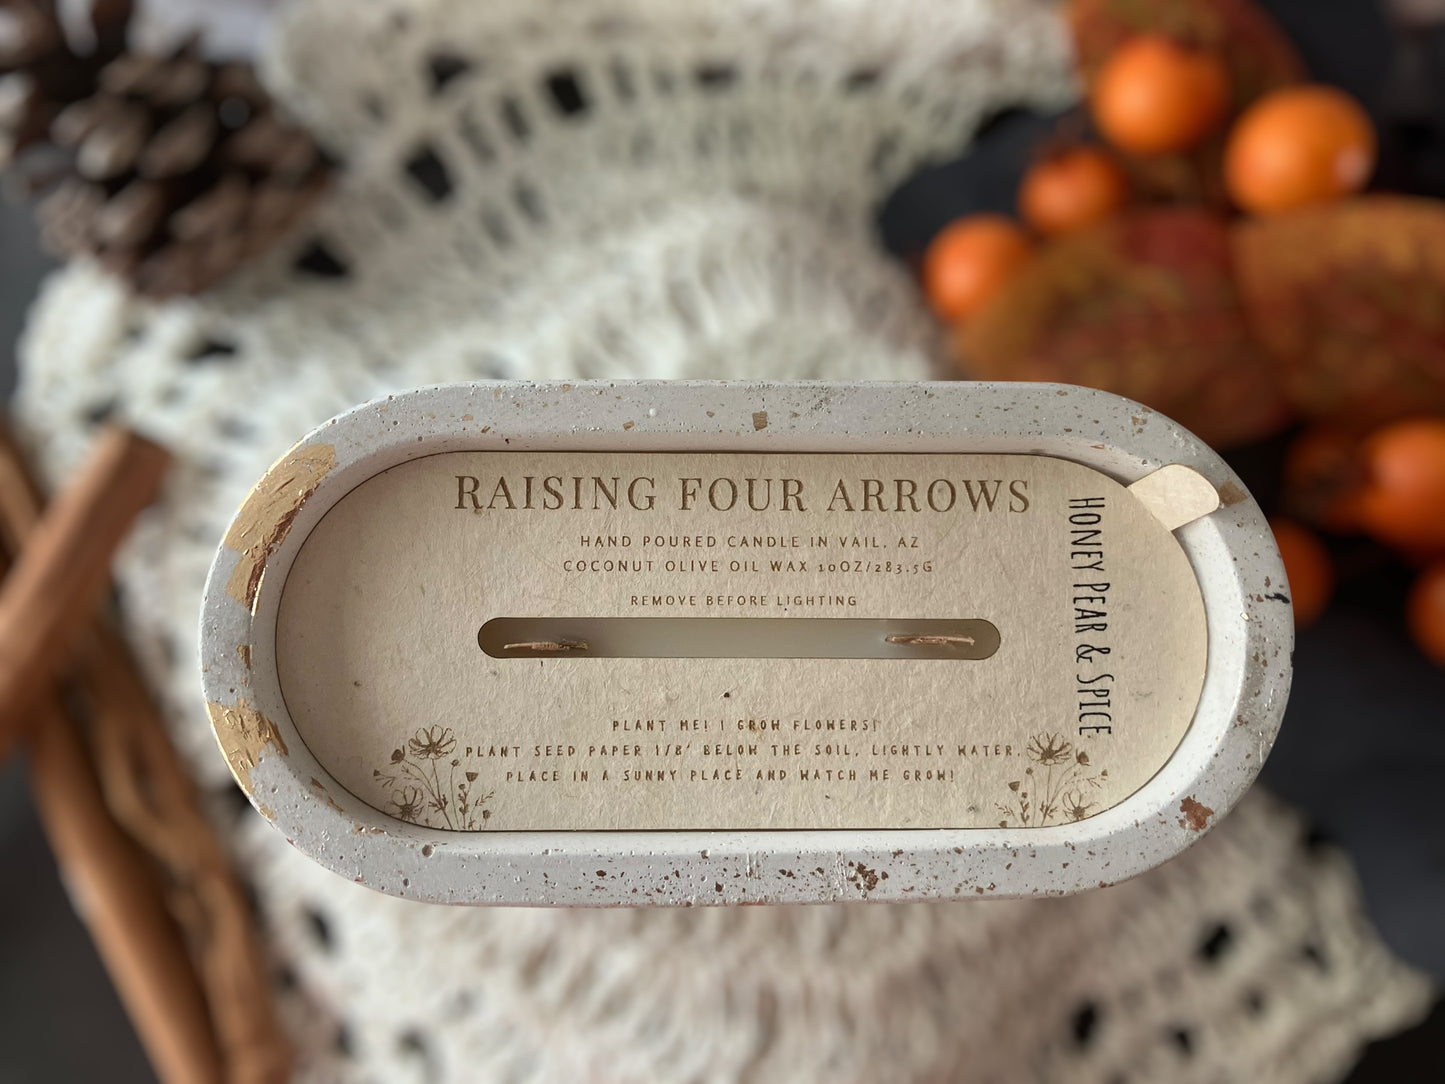 RAISING FOUR ARROWS
HAND POURED CANDLE IN VAIL, AZ
COCONUT OLIVE OIL WAX 10OZ/283.5G
REMOVE BEFORE LIGHTING
HONEY PEAR & SPICE
PLANT ME! I GROW FLOWERS!
PLANT SEED PAPER 1/8' BELOW THE SOIL, LIGHTLY WATER,
PLACE IN A SUNNY PLACE AND WATCH ME GROW!